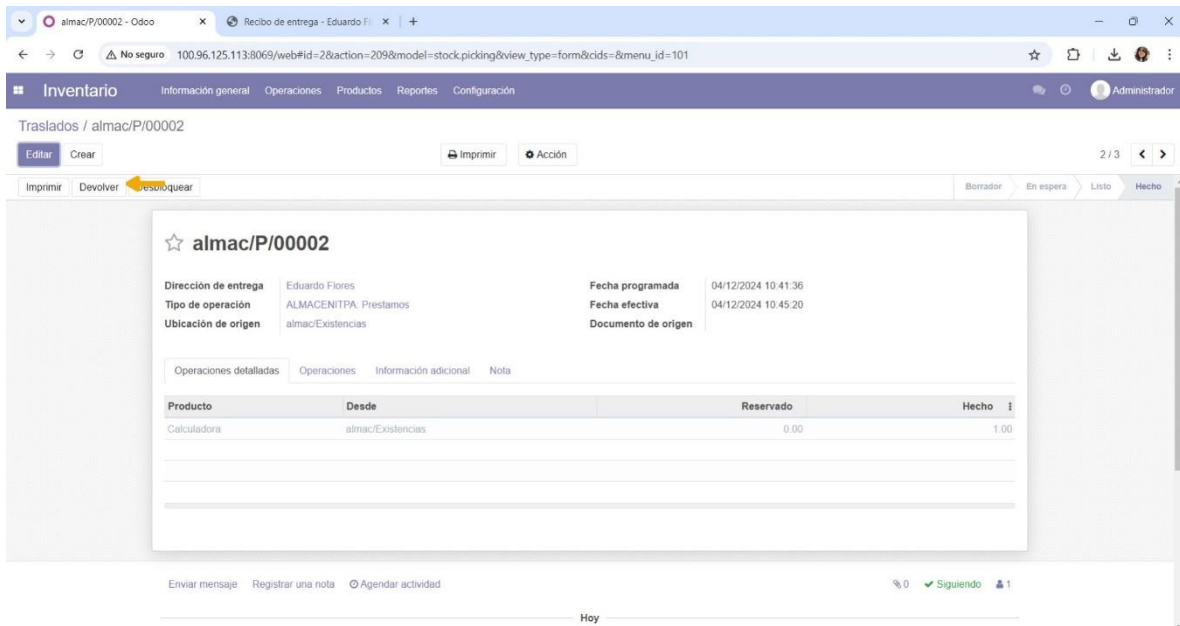 almac/P/00002 - Odoo
Recibo de entrega - Eduardo Fl
No seguro 100.96.125.113:8069/web#id=2&action=209&model=stock.picking&view_type=form&cids=&menu_id=101
Inventario Información general Operaciones Productos Reportes Configuración Administrador
Traslados / almac/P/00002
Editar Crear Imprimir Acción 2 / 3
Imprimir Devolver Desbloquear Borrador En espera Listo Hecho
almac/P/00002
Dirección de entrega Eduardo Flores Fecha programada 04/12/2024 10:41:36
Tipo de operación ALMACENITPA: Prestamos Fecha efectiva 04/12/2024 10:45:20
Ubicación de origen almac/Existencias Documento de origen
Operaciones detalladas Operaciones Información adicional Nota
Producto Desde Reservado Hecho
Calculadora almac/Existencias 0.00 1.00
Enviar mensaje Registrar una nota Agendar actividad 0 Siguiendo 1
Hoy